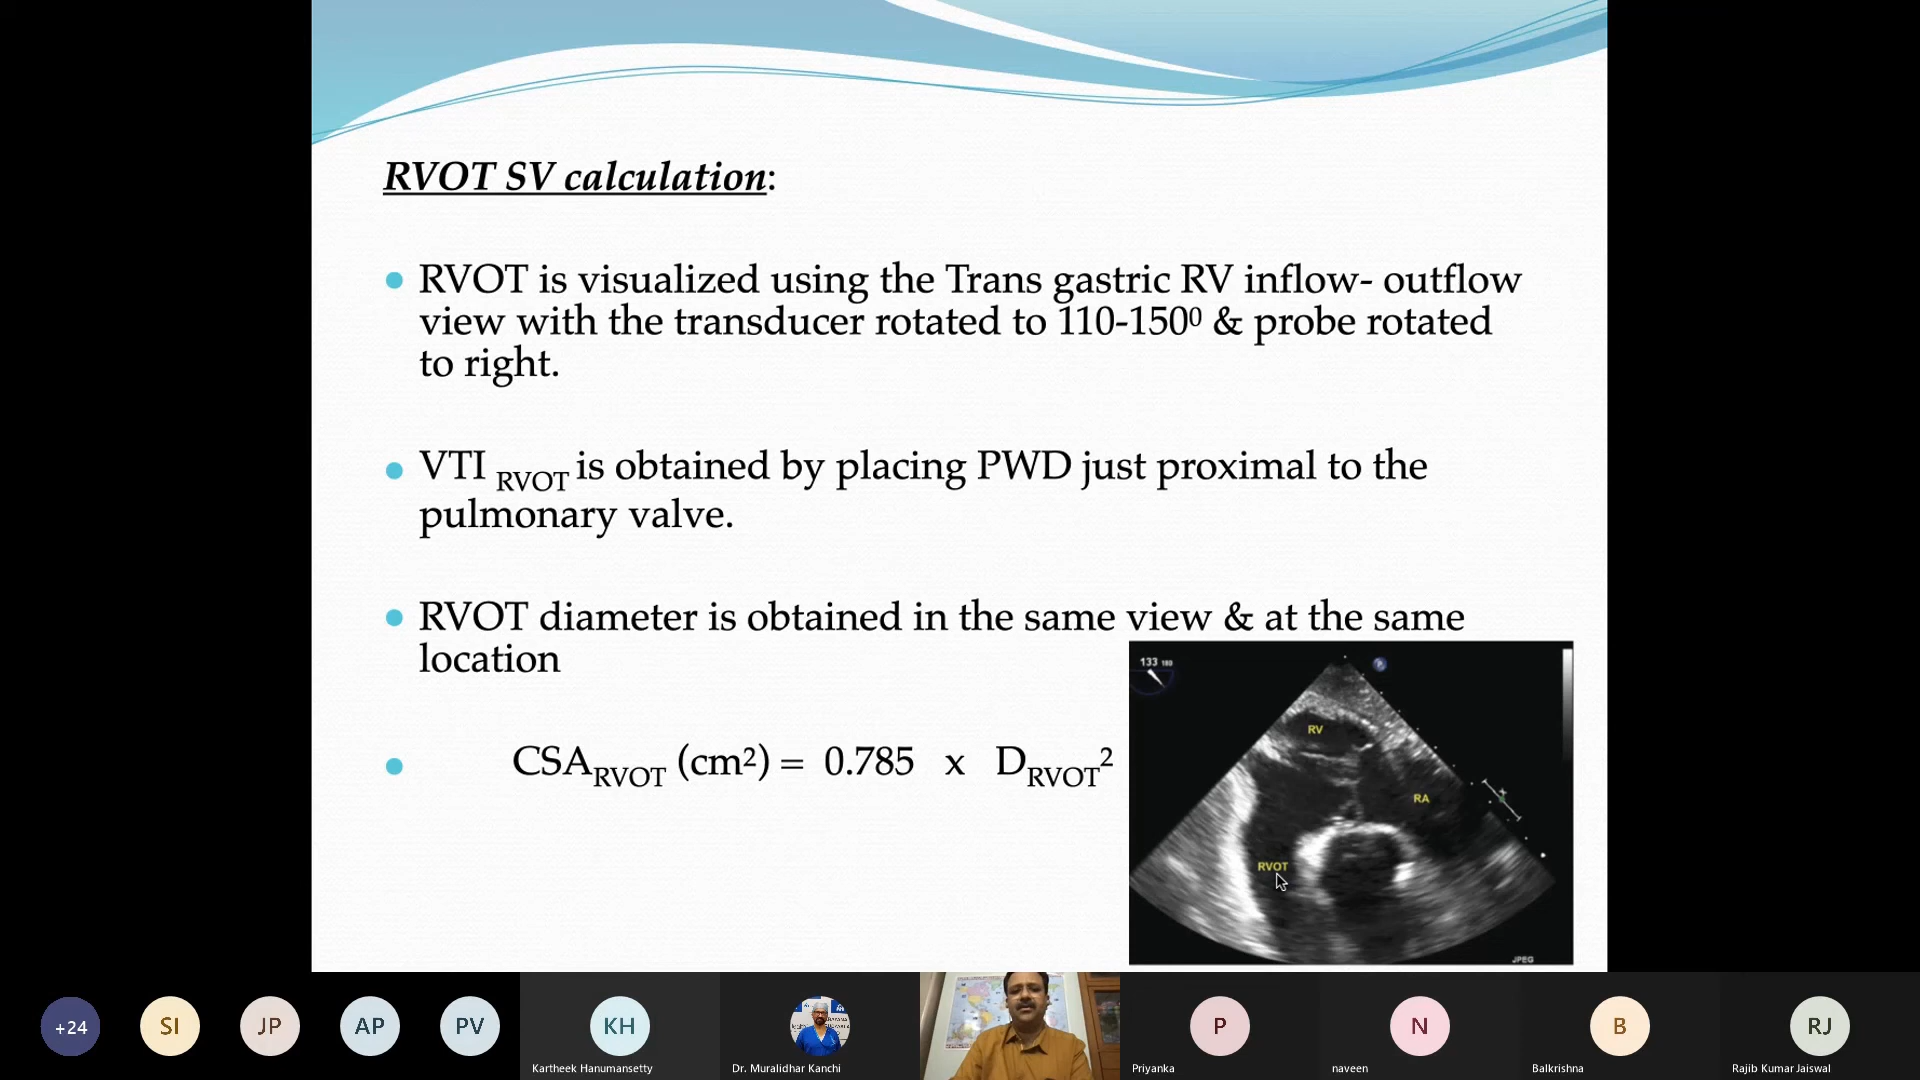 RVOT SV calculation:
RVOT is visualized using the Trans gastric RV inflow- outflow
view with the transducer rotated to 110-150⁰ & probe rotated
to right.
VTI RVOT is obtained by placing PWD just proximal to the
pulmonary valve.
RVOT diameter is obtained in the same view & at the same
location
CSARVOT (cm²) = 0.785 x DRVOT²
133 180
P
RV
RA
RVOT
JPEG
+24
SI
JP
AP
PV
KH
P
N
B
RJ
Kartheek Hanumansetty
Dr. Muralidhar Kanchi
Priyanka
naveen
Balkrishna
Rajib Kumar Jaiswal